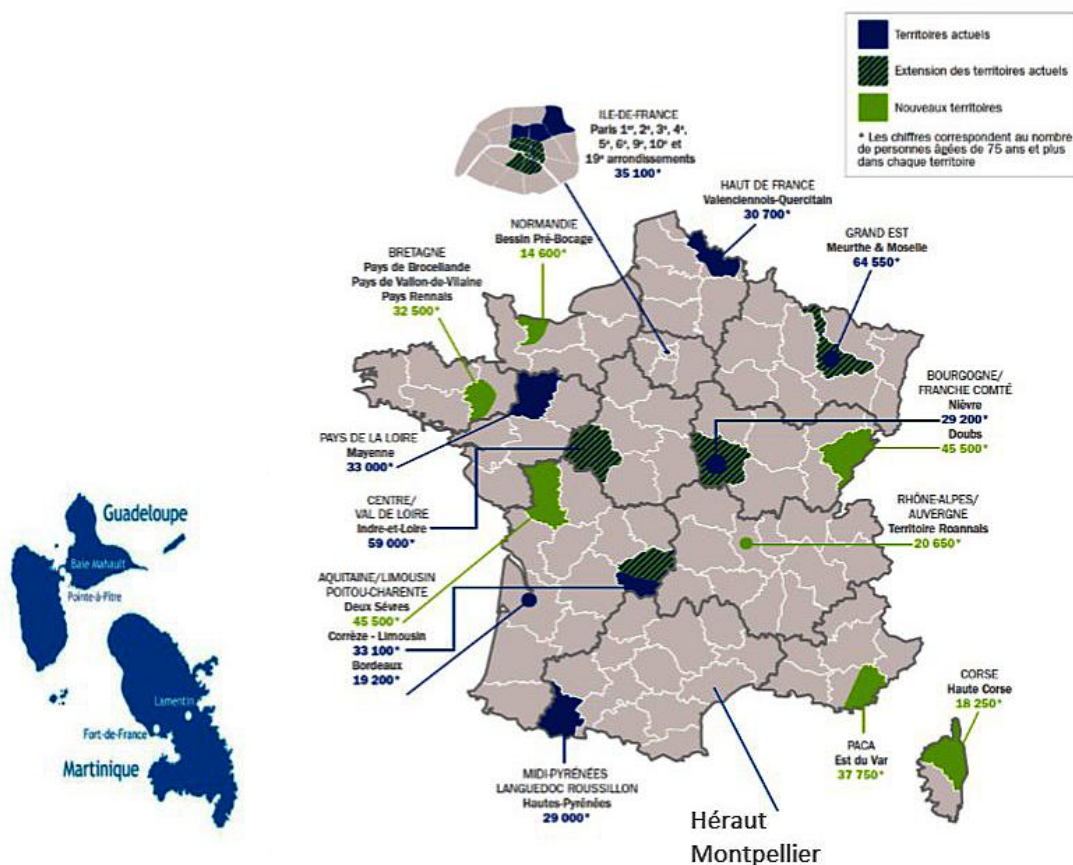 Territoires actuels
Extension des territoires actuels
Nouveaux territoires
* Les chiffres correspondent au nombre
de personnes âgées de 75 ans et plus
dans chaque territoire
ILE-DE-FRANCE
Paris 1er, 2e, 3e, 4e,
5e, 6e, 9e, 10e et
19e arrondissements
35 100*
HAUT DE FRANCE
Valenciennois-Quercitain
30 700*
NORMANDIE
Bessin Pré-Bocage
14 600*
GRAND EST
Meurthe & Moselle
64 550*
BRETAGNE
Pays de Broceliande
Pays de Vallon-de-Vilaine
Pays Rennais
32 500*
BOURGOGNE/
FRANCHE COMTÉ
Nièvre
29 200*
Doubs
45 500*
PAYS DE LA LOIRE
Mayenne
33 000*
CENTRE/
VAL DE LOIRE
Indre-et-Loire
59 000*
RHÔNE-ALPES/
AUVERGNE
Territoire Roannais
20 650*
AQUITAINE/LIMOUSIN
POITOU-CHARENTE
Deux Sèvres
45 500*
Corrèze - Limousin
33 100*
Bordeaux
19 200*
Guadeloupe
Baie Mahault
Pointe-à-Pitre
Lamentin
Fort-de-France
Martinique
CORSE
Haute Corse
18 250*
PACA
Est du Var
37 750*
MIDI-PYRÉNÉES
LANGUEDOC ROUSSILLON
Hautes-Pyrénées
29 000*
Héraut
Montpellier